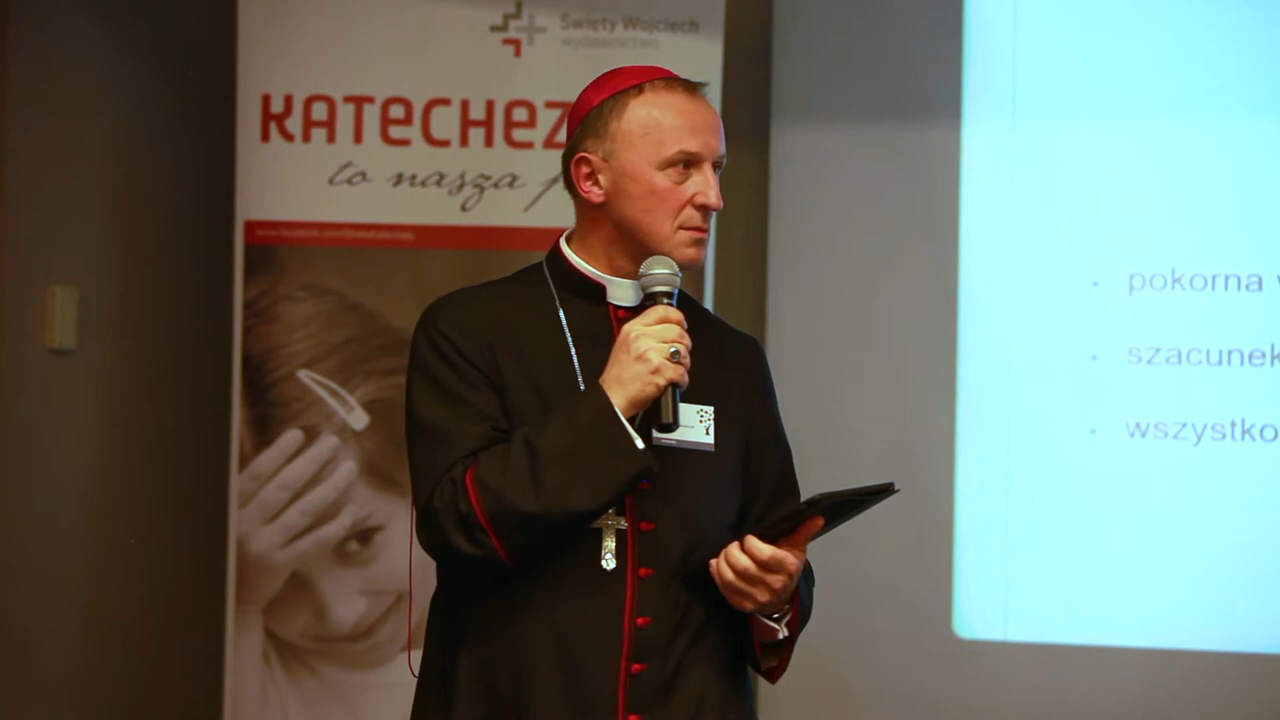 Święty Wojciech
wydawnictwo
KATECHEZ
to nasza p
pokorna w
szacunek
wszystko